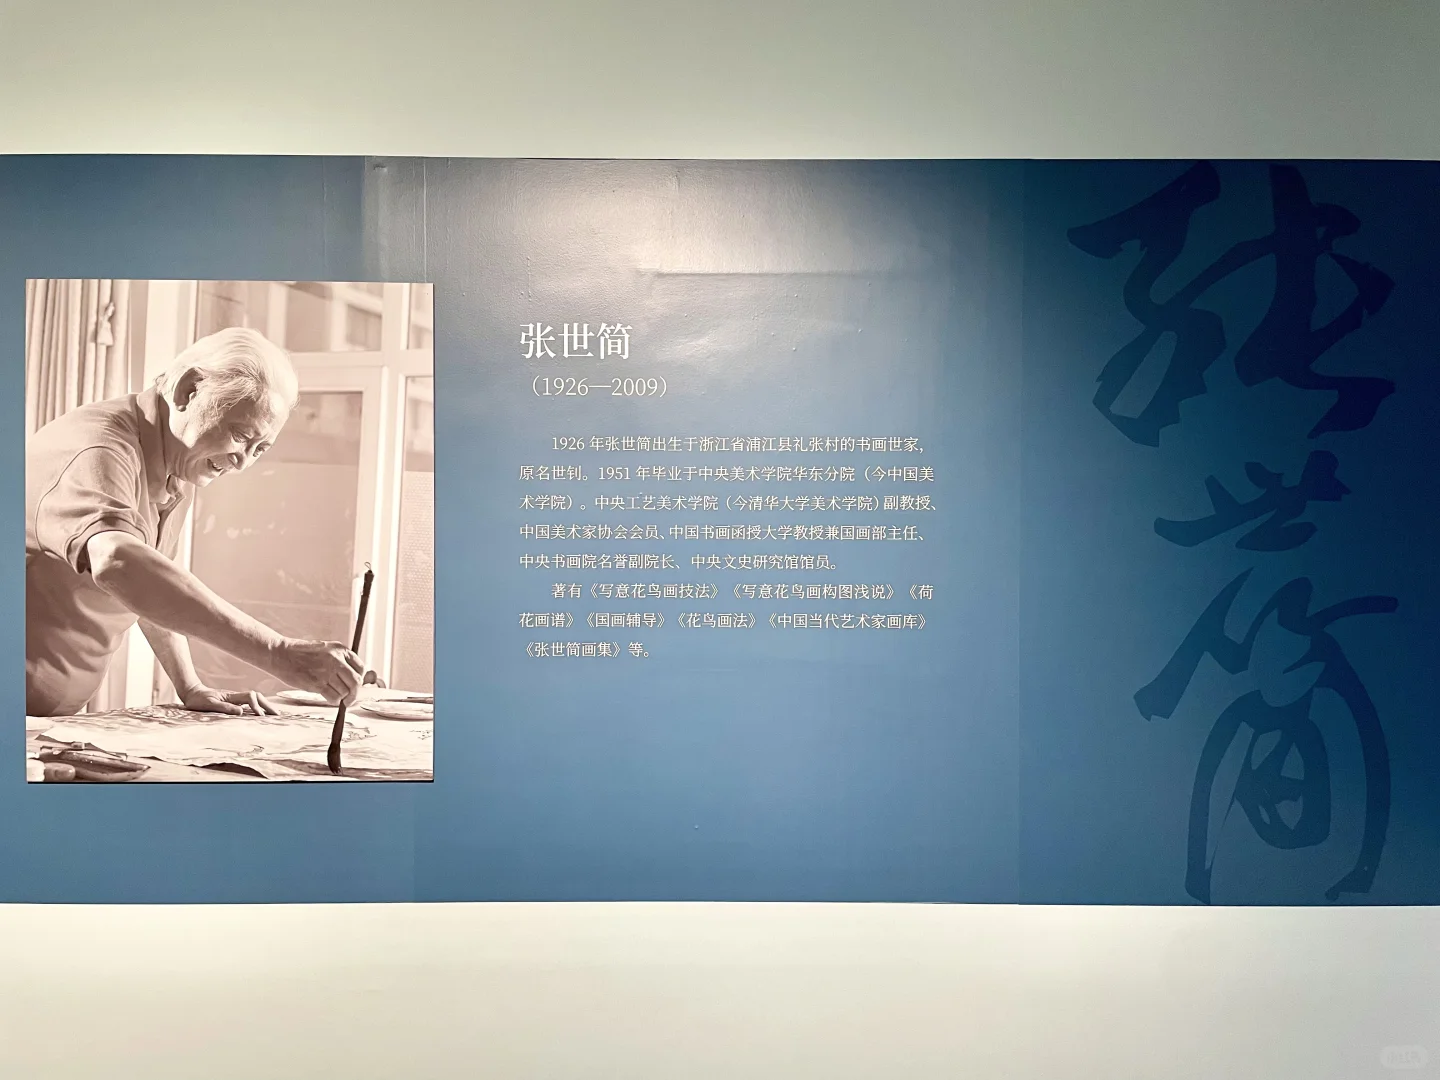 张世简
（1926—2009）
1926 年张世简出生于浙江省浦江县礼张村的书画世家，
原名世钊。1951 年毕业于中央美术学院华东分院（今中国美
术学院）。中央工艺美术学院（今清华大学美术学院）副教授、
中国美术家协会会员、中国书画函授大学教授兼国画部主任、
中央书画院名誉副院长、中央文史研究馆馆员。
著有《写意花鸟画技法》《写意花鸟画构图浅说》《荷
花画谱》《国画辅导》《花鸟画法》《中国当代艺术家画库》
《张世简画集》等。
张世简